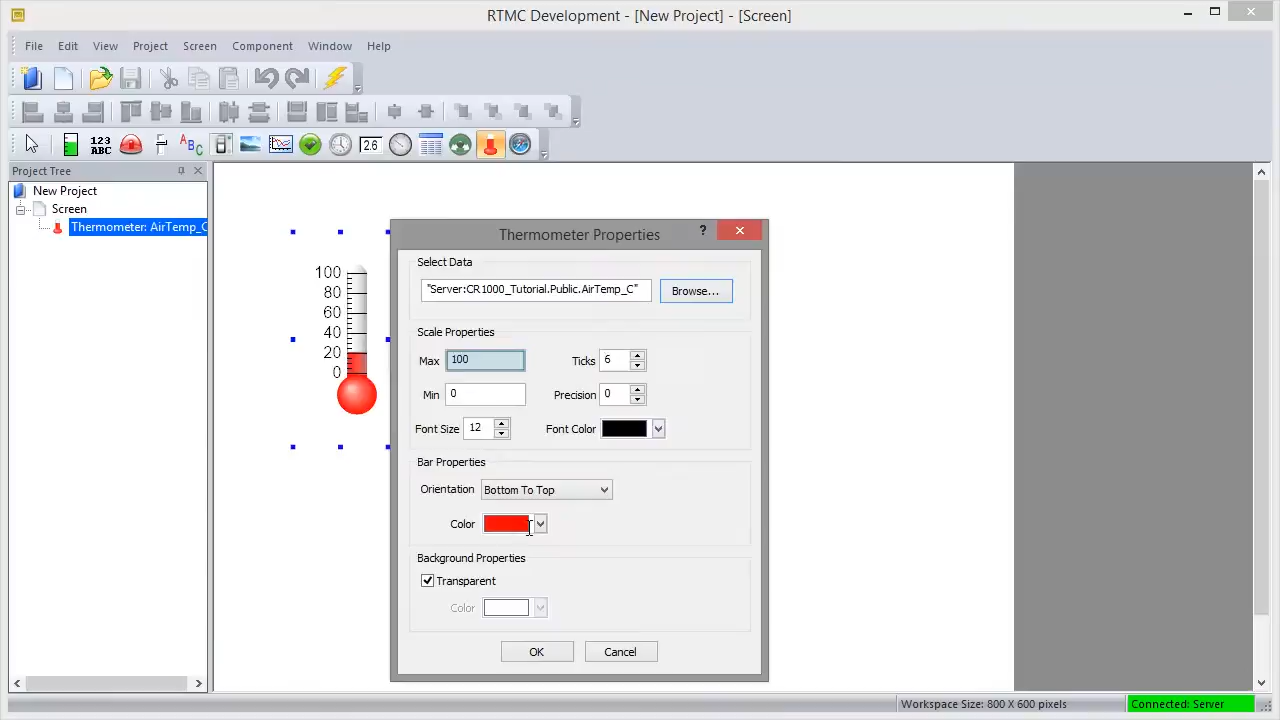 RTMC Development - [New Project] - [Screen]
File Edit View Project Screen Component Window Help
123
ABC
ABC
2.6
Project Tree
New Project
Screen
Thermometer: AirTemp_C
100
80
60
40
20
0
Thermometer Properties
?
Select Data
"Server:CR1000_Tutorial.Public.AirTemp_C"
Browse...
Scale Properties
Max 100 Ticks 6
Min 0 Precision 0
Font Size 12 Font Color
Bar Properties
Orientation Bottom To Top
Color
Background Properties
Transparent
Color
OK Cancel
Workspace Size: 800 X 600 pixels Connected: Server